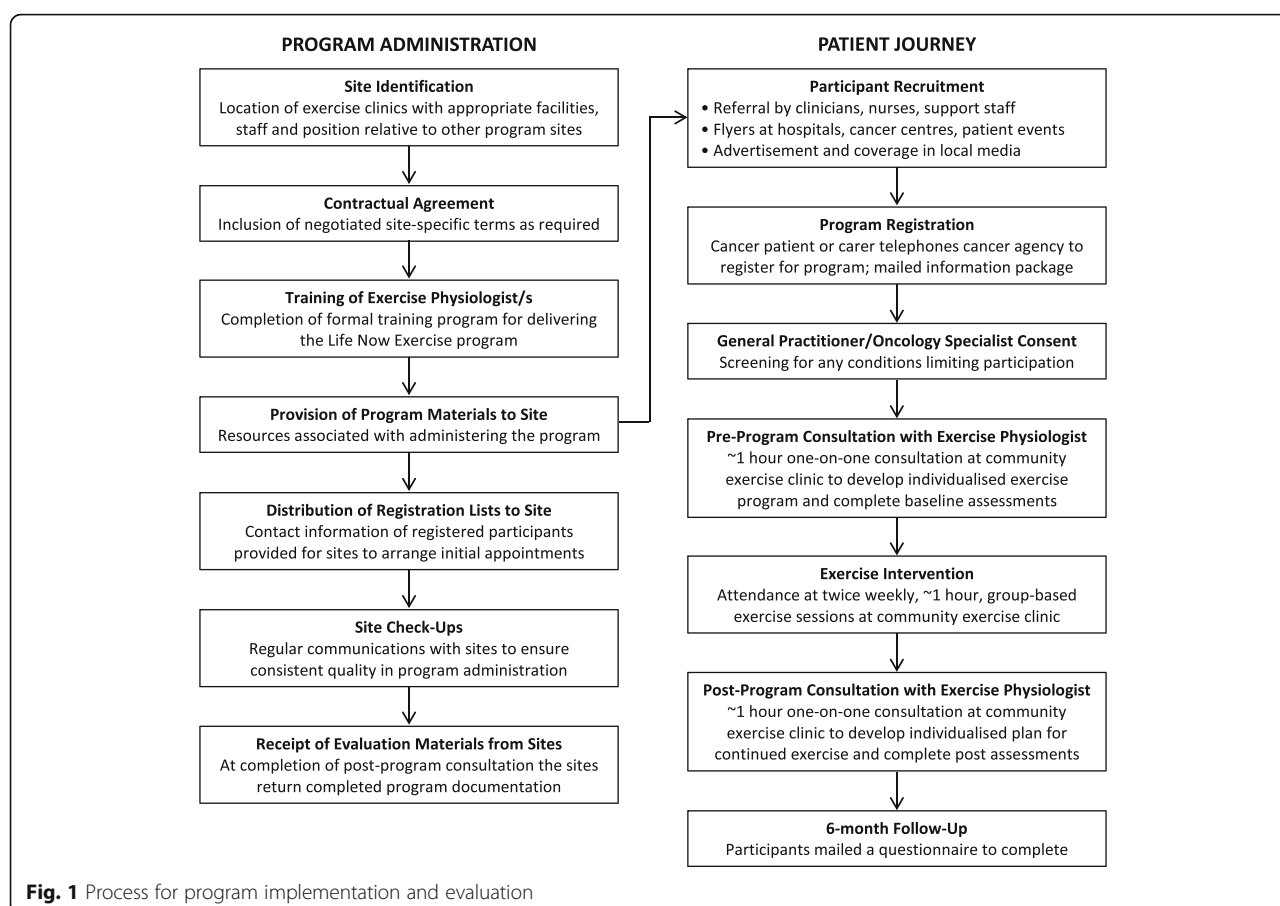 PROGRAM ADMINISTRATION
Site Identification
Location of exercise clinics with appropriate facilities,
staff and position relative to other program sites
Contractual Agreement
Inclusion of negotiated site-specific terms as required
Training of Exercise Physiologist/s
Completion of formal training program for delivering
the Life Now Exercise program
Provision of Program Materials to Site
Resources associated with administering the program
Distribution of Registration Lists to Site
Contact information of registered participants
provided for sites to arrange initial appointments
Site Check-Ups
Regular communications with sites to ensure
consistent quality in program administration
Receipt of Evaluation Materials from Sites
At completion of post-program consultation the sites
return completed program documentation
PATIENT JOURNEY
Participant Recruitment
• Referral by clinicians, nurses, support staff
• Flyers at hospitals, cancer centres, patient events
• Advertisement and coverage in local media
Program Registration
Cancer patient or carer telephones cancer agency to
register for program; mailed information package
General Practitioner/Oncology Specialist Consent
Screening for any conditions limiting participation
Pre-Program Consultation with Exercise Physiologist
~1 hour one-on-one consultation at community
exercise clinic to develop individualised exercise
program and complete baseline assessments
Exercise Intervention
Attendance at twice weekly, ~1 hour, group-based
exercise sessions at community exercise clinic
Post-Program Consultation with Exercise Physiologist
~1 hour one-on-one consultation at community
exercise clinic to develop individualised plan for
continued exercise and complete post assessments
6-month Follow-Up
Participants mailed a questionnaire to complete
Fig. 1 Process for program implementation and evaluation